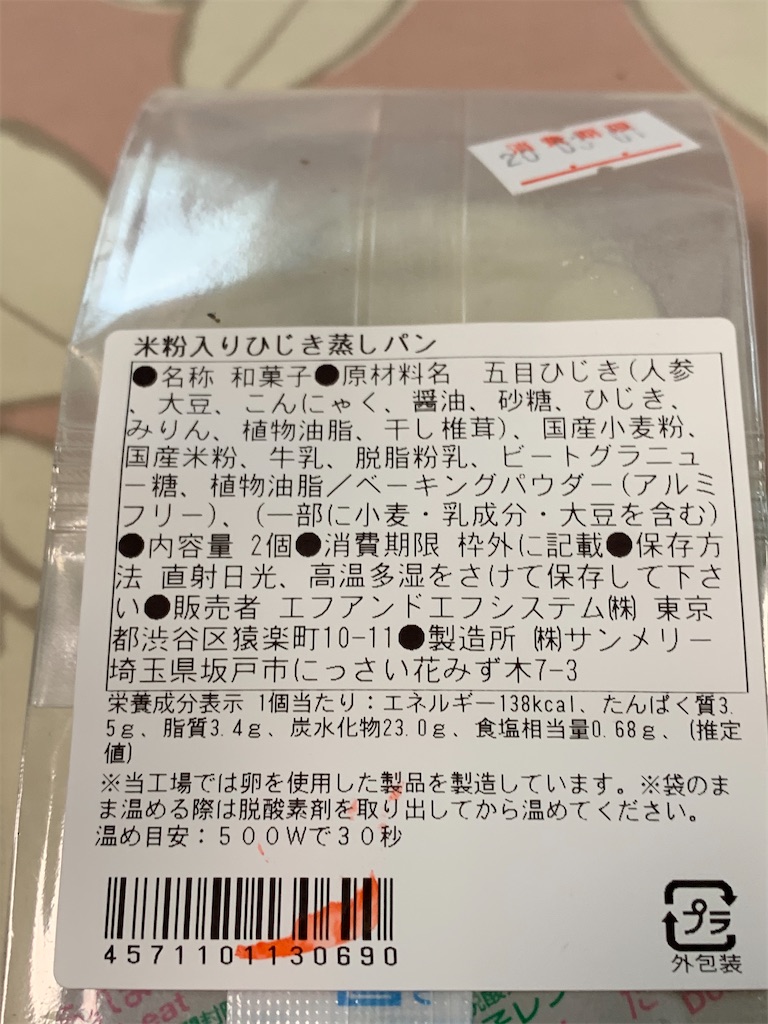 米粉入りひじき蒸しパン
●名称 和菓子●原材料名 五目ひじき(人参
、大豆、こんにゃく、醤油、砂糖、ひじき、
みりん、植物油脂、干し椎茸)、国産小麦粉、
国産米粉、牛乳、脱脂粉乳、ビートグラニュ
ー糖、植物油脂/ベーキングパウダー(アルミ
フリー)、(一部に小麦・乳成分・大豆を含む)
●内容量 2個●消費期限 枠外に記載●保存方
法 直射日光、高温多湿をさけて保存して下さ
い●販売者 エフアンドエフシステム㈱ 東京
都渋谷区猿楽町10-11●製造所 ㈱サンメリー
埼玉県坂戸市にっさい花みず木7-3
栄養成分表示 1個当たり:エネルギー138kcal、たんぱく質3.
5g、脂質3.4g、炭水化物23.0g、食塩相当量0.68g、(推定
値)
※当工場では卵を使用した製品を製造しています。※袋のま
ま温める際は脱酸素剤を取り出してから温めてください。
温め目安:500Wで30秒
4571101130690
プラ
外包装